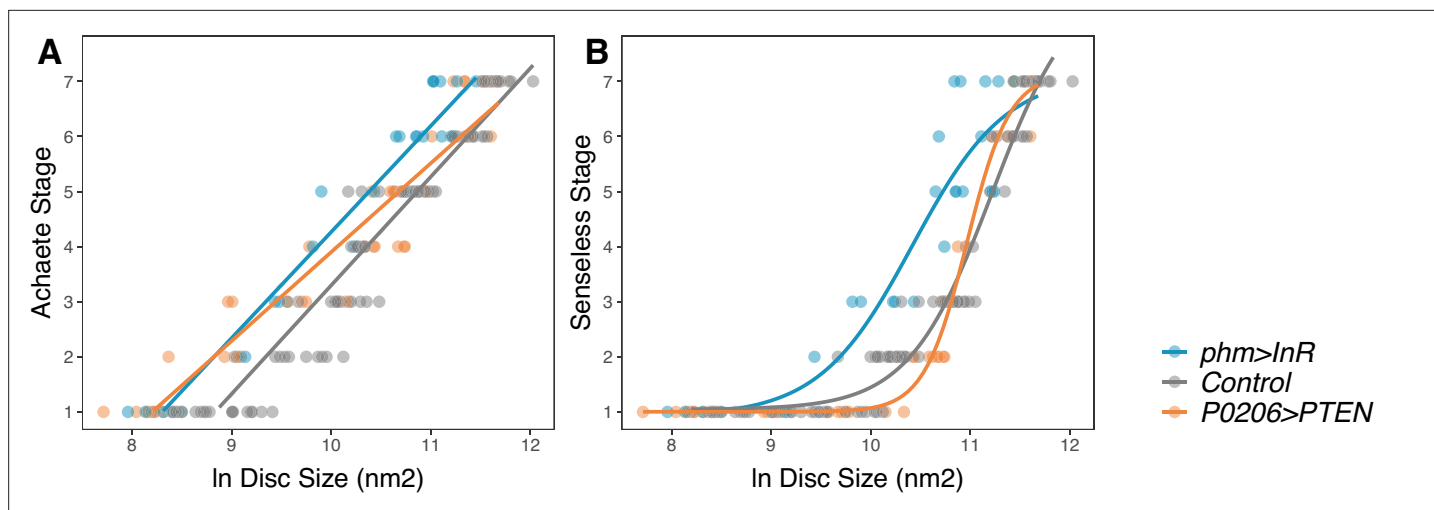 A
Achaete Stage
7
6
5
4
3
2
1
8 9 10 11 12
ln Disc Size (nm2)
B
Senseless Stage
7
6
5
4
3
2
1
8 9 10 11 12
ln Disc Size (nm2)
phm>InR
Control
P0206>PTEN